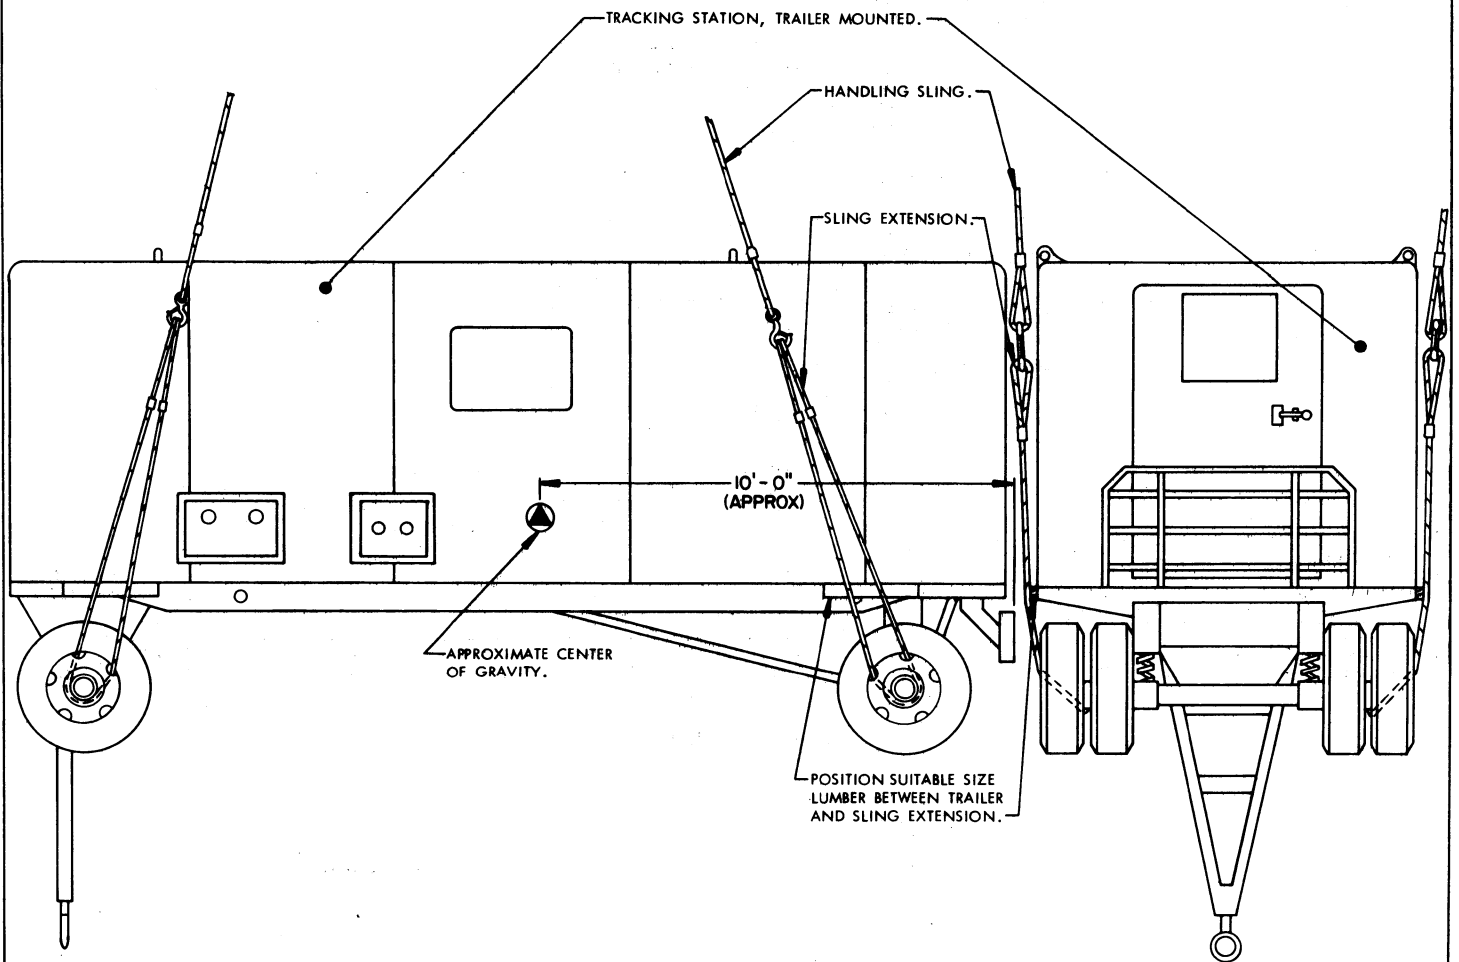 TRACKING STATION, TRAILER MOUNTED.
HANDLING SLING.
SLING EXTENSION.
10'-0"
(APPROX)
APPROXIMATE CENTER
OF GRAVITY.
POSITION SUITABLE SIZE
LUMBER BETWEEN TRAILER
AND SLING EXTENSION.